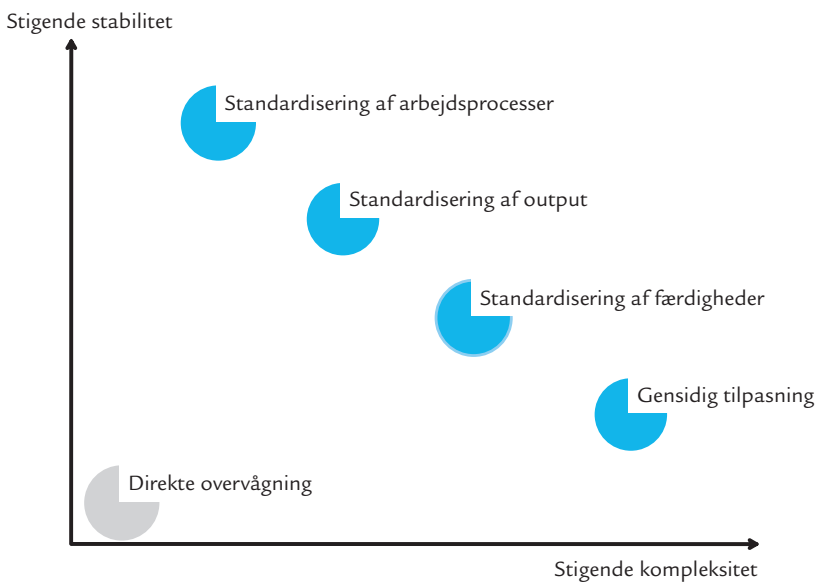 Stigende stabilitet
Standardisering af arbejdsprocesser
Standardisering af output
Standardisering af færdigheder
Gensidig tilpasning
Direkte overvågning
Stigende kompleksitet